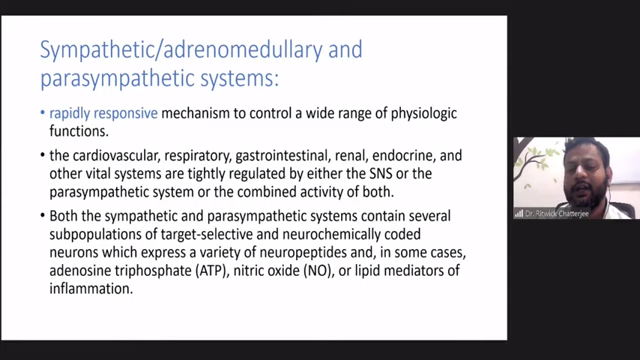 Sympathetic/adrenomedullary and
parasympathetic systems:
• rapidly responsive mechanism to control a wide range of physiologic
functions.
• the cardiovascular, respiratory, gastrointestinal, renal, endocrine, and
other vital systems are tightly regulated by either the SNS or the
parasympathetic system or the combined activity of both.
• Both the sympathetic and parasympathetic systems contain several
subpopulations of target-selective and neurochemically coded
neurons which express a variety of neuropeptides and, in some cases,
adenosine triphosphate (ATP), nitric oxide (NO), or lipid mediators of
inflammation.
Dr. Ritwick Chatterjee